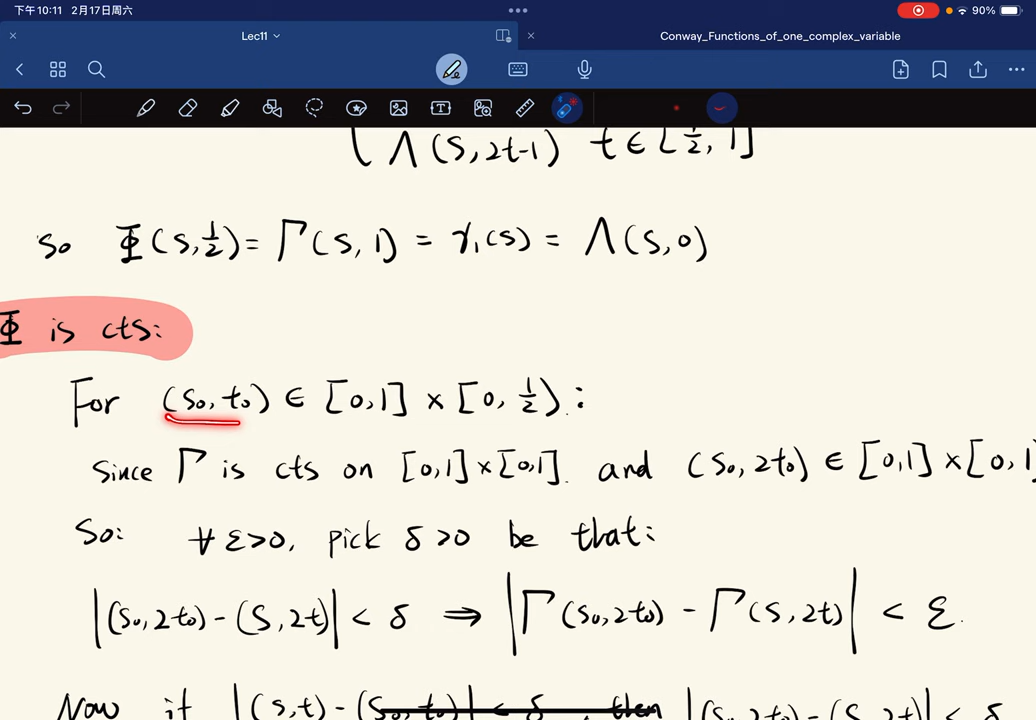 下午10:11 2月17日周六
90%
Lec11
Conway_Functions_of_one_complex_variable
Λ(s, 2t-1) t ∈ [½, 1]
So Φ(s, ½) = Γ(s, 1) = γ₁(s) = Λ(s, 0)
Φ is cts:
For (s₀, t₀) ∈ [0,1] × [0, ½):
Since Γ is cts on [0,1]×[0,1]. and (s₀, 2t₀) ∈ [0,1] × [0,1
So: ∀ε>0, pick δ>0 be that:
|(s₀, 2t₀) - (s, 2t)| < δ ⇒ |Γ(s₀, 2t₀) - Γ(s, 2t)| < ε.
Now if |(s,t) - (s₀, t₀)| < δ, then |(s₀, 2t₀) - (s, 2t)| < δ